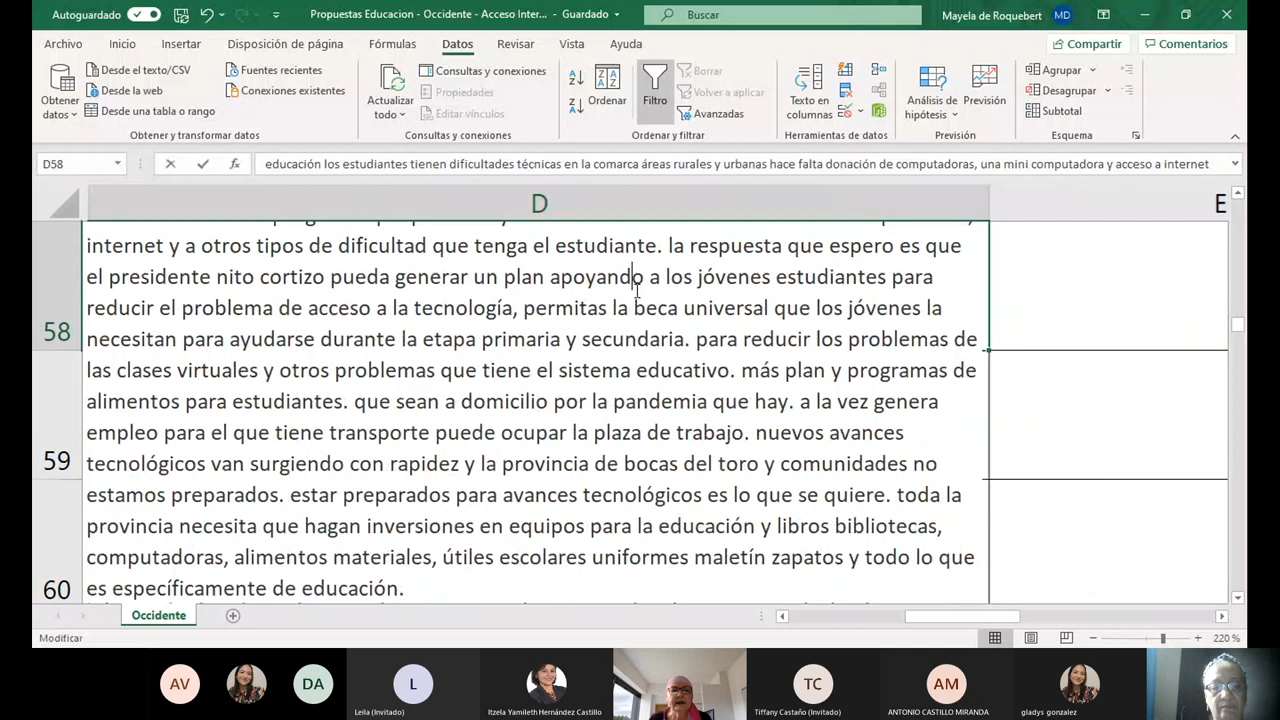 Autoguardado
Propuestas Educacion - Occidente - Acceso Inter... - Guardado
Buscar
Mayela de Roquebert
MD
Archivo Inicio Insertar Disposición de página Fórmulas Datos Revisar Vista Ayuda
Compartir Comentarios
Obtener datos
Desde el texto/CSV
Desde la web
Desde una tabla o rango
Fuentes recientes
Conexiones existentes
Actualizar todo
Consultas y conexiones
Propiedades
Editar vínculos
Ordenar
Filtro
Borrar
Volver a aplicar
Avanzadas
Texto en columnas
Análisis de hipótesis
Previsión
Agrupar
Desagrupar
Subtotal
Obtener y transformar datos
Consultas y conexiones
Ordenar y filtrar
Herramientas de datos
Previsión
Esquema
D58
fx
educación los estudiantes tienen dificultades técnicas en la comarca áreas rurales y urbanas hace falta donación de computadoras, una mini computadora y acceso a internet
D
E
internet y a otros tipos de dificultad que tenga el estudiante. la respuesta que espero es que
el presidente nito cortizo pueda generar un plan apoyando a los jóvenes estudiantes para
reducir el problema de acceso a la tecnología, permitas la beca universal que los jóvenes la
58
necesitan para ayudarse durante la etapa primaria y secundaria. para reducir los problemas de
las clases virtuales y otros problemas que tiene el sistema educativo. más plan y programas de
alimentos para estudiantes. que sean a domicilio por la pandemia que hay. a la vez genera
empleo para el que tiene transporte puede ocupar la plaza de trabajo. nuevos avances
59
tecnológicos van surgiendo con rapidez y la provincia de bocas del toro y comunidades no
estamos preparados. estar preparados para avances tecnológicos es lo que se quiere. toda la
provincia necesita que hagan inversiones en equipos para la educación y libros bibliotecas,
computadoras, alimentos materiales, útiles escolares uniformes maletín zapatos y todo lo que
60
es específicamente de educación.
Occidente
Modificar
220 %
AV
DA
L
TC
AM
Leila (Invitado)
Itzela Yamileth Hernández Castillo
Tiffany Castaño (Invitado)
ANTONIO CASTILLO MIRANDA
gladys gonzalez